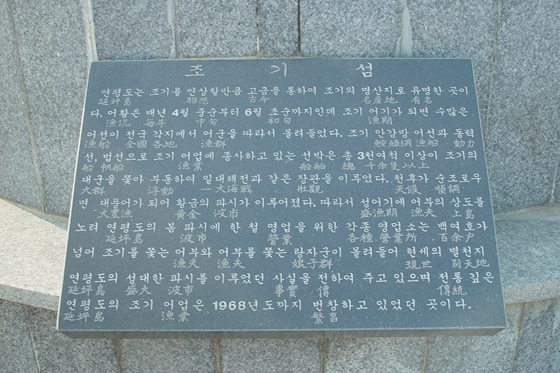 조기섬
연평도는 조기를 연상할만큼 고금을 통하여 조기의 명산지로 유명한 곳이
延坪島 聯想 古今 名産地 有名
다. 어황은 매년 4월 중순부터 6월 초순까지인데 조기 어기가 되면 수많은
漁況 每年 中旬 初旬 漁期
어선이 전국 각지에서 어군을 따라서 몰려들었다. 조기 안강망 어선과 동력
漁船 全國 各地 漁群 鮟鱇網 漁船 動力
선, 범선으로 조기 어업에 종사하고 있는 선박은 총 3천여척 이상이 조기의
船 帆船 漁業 船舶 總 千余隻 以上
대군을 쫓아 부동하여 일대해전과 같은 장관을 이루었다. 천후가 순조로우
大群 浮動 一大海戰 壯觀 天候 順調
면 대풍어가 되어 황금의 파시가 이루어졌다. 따라서 성어기에 어부의 상도를
大豊漁 黃金 波市 盛漁期 漁夫 上島
노려 연평도의 봄 파시에 한 철 영업을 위한 각종 영업소는 백여호가
延坪島 波市 營業 各種 營業所 百余戶
넘어 조기를 쫓는 어부와 어부를 쫓는 낭자군이 몰려들어 현세의 별천지
漁夫 漁夫 娘子群 現世 別天地
연평도의 성대한 파시를 이루었던 사실을 전하여 주고 있으며 전통 깊은
延坪島 盛大 波市 事實 傳 傳統
연평도의 조기 어업은 1968년도까지 번창하고 있었던 곳이다.
延坪島 漁業 繁昌